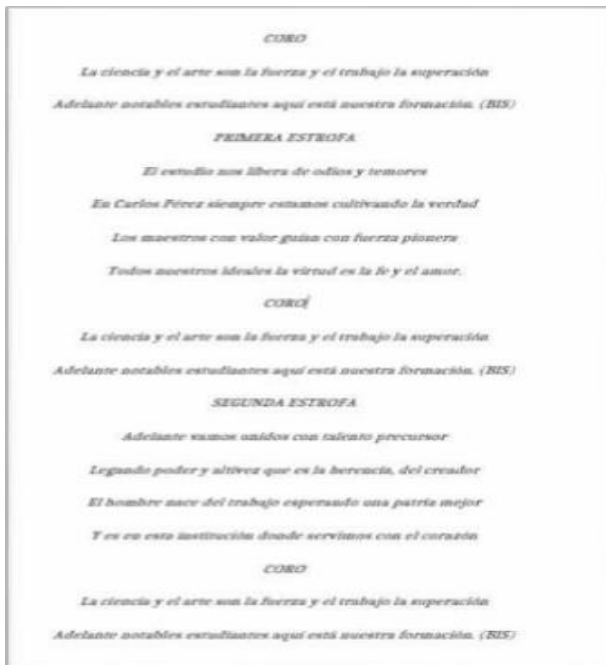 CORO
La ciencia y el arte son la fuerza y el trabajo la superación
Adelante notables estudiantes aquí está nuestra formación. (BIS)
PRIMERA ESTROFA
El estudio nos libera de odios y temores
En Carlos Pérez siempre estamos cultivando la verdad
Los maestros con valor guían con fuerza pionera
Todos nuestros ideales la virtud es la fe y el amor.
CORO
La ciencia y el arte son la fuerza y el trabajo la superación
Adelante notables estudiantes aquí está nuestra formación. (BIS)
SEGUNDA ESTROFA
Adelante vamos unidos con talento precursor
Legando poder y altivez que es la herencia, del creador
El hombre nace del trabajo esperando una patria mejor
Y es en esta institución donde servimos con el corazón
CORO
La ciencia y el arte son la fuerza y el trabajo la superación
Adelante notables estudiantes aquí está nuestra formación. (BIS)